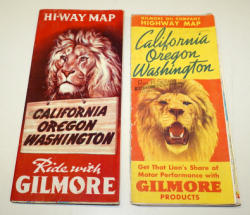 HI-WAY MAP
CALIFORNIA
OREGON
WASHINGTON
Ride with
GILMORE
GILMORE OIL COMPANY
HIGHWAY MAP
California
Oregon
Washington
Get That Lion's Share of
Motor Performance with
GILMORE
PRODUCTS